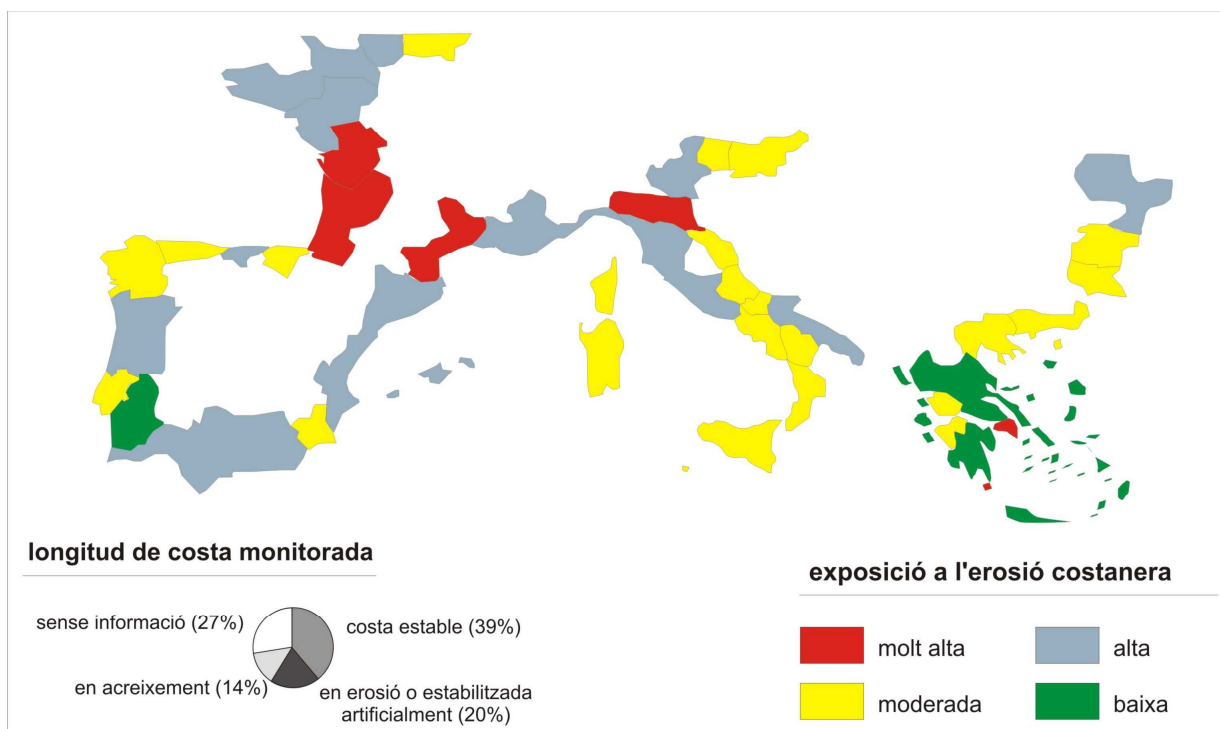 longitud de costa monitorada
sense informació (27%)
costa estable (39%)
en acreixement (14%)
en erosió o estabilitzada
artificialment (20%)
exposició a l'erosió costanera
molt alta
alta
moderada
baixa